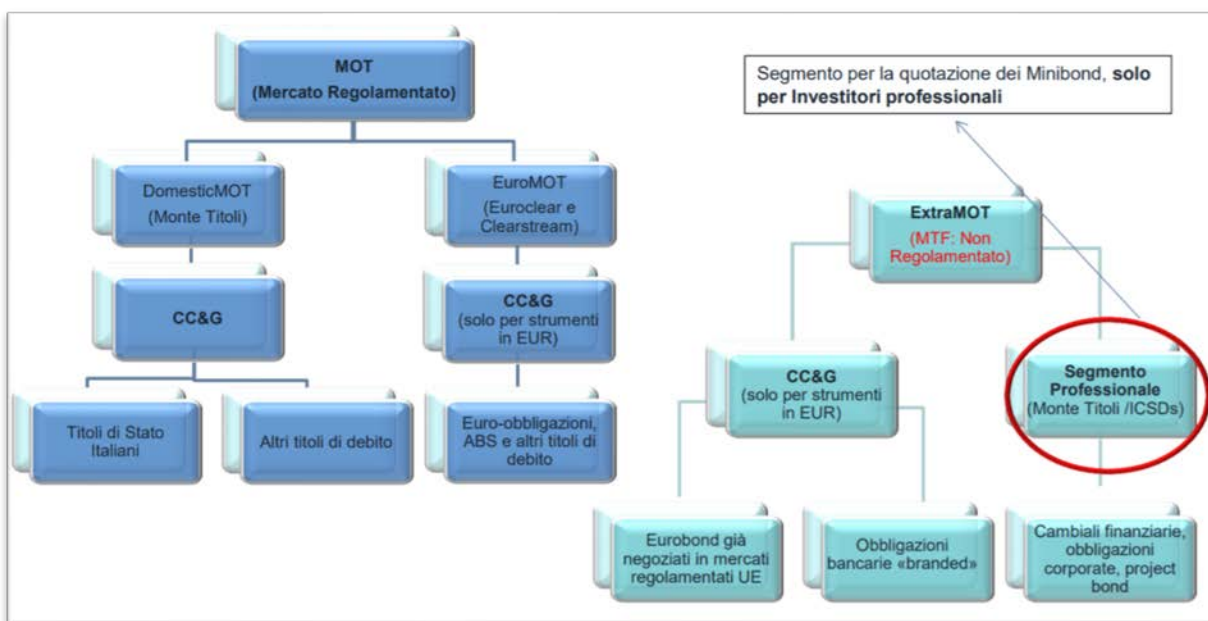 MOT
(Mercato Regolamentato)
DomesticMOT
(Monte Titoli)
EuroMOT
(Euroclear e
Clearstream)
CC&G
CC&G
(solo per strumenti
in EUR)
Titoli di Stato
Italiani
Altri titoli di debito
Euro-obbligazioni,
ABS e altri titoli di
debito
Segmento per la quotazione dei Minibond, solo
per Investitori professionali
ExtraMOT
(MTF: Non
Regolamentato)
CC&G
(solo per strumenti
in EUR)
Segmento
Professionale
(Monte Titoli /ICSDs)
Eurobond già
negoziati in mercati
regolamentati UE
Obbligazioni
bancarie «branded»
Cambiali finanziarie,
obbligazioni
corporate, project
bond